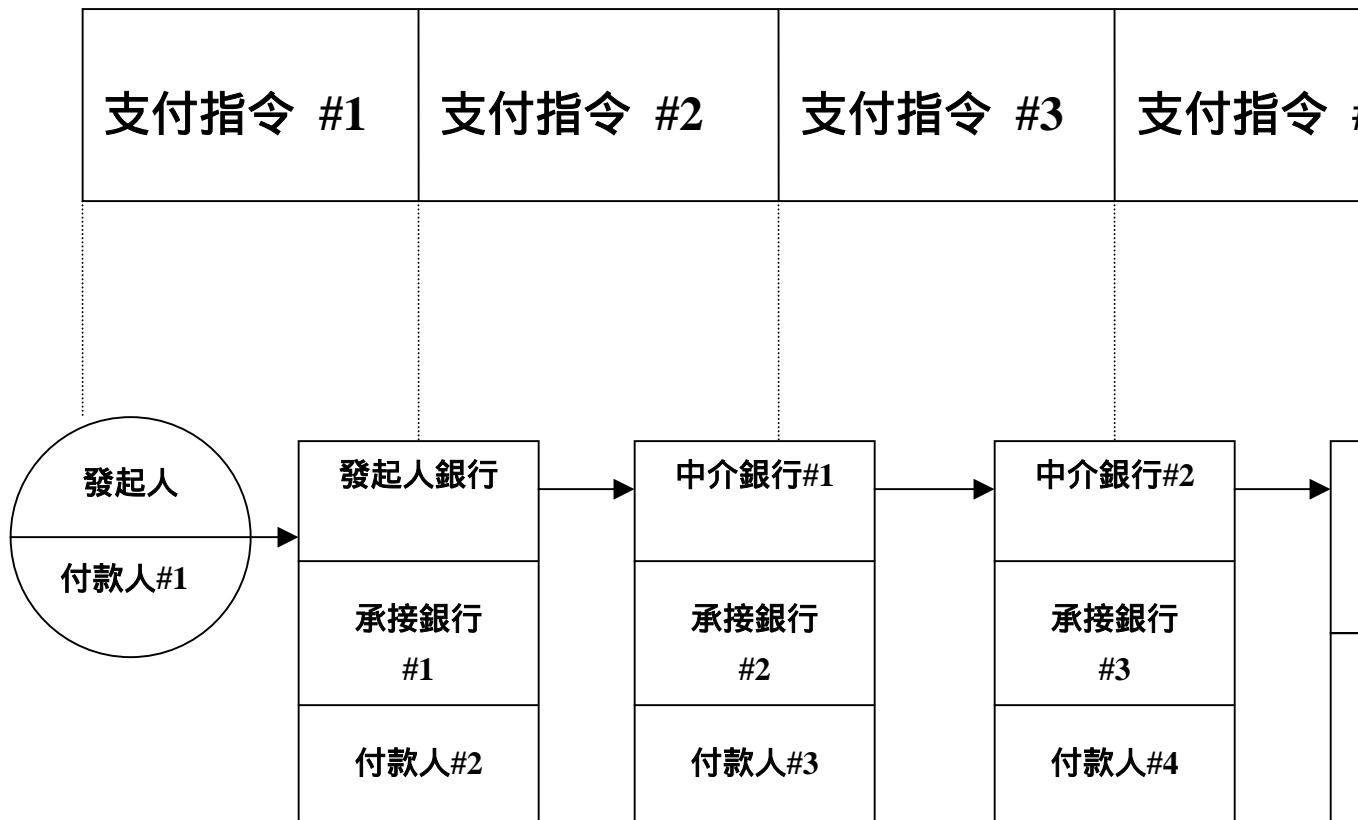 支付指令 #1 支付指令 #2 支付指令 #3 支付指令
發起人
付款人#1
發起人銀行
承接銀行
#1
付款人#2
中介銀行#1
承接銀行
#2
付款人#3
中介銀行#2
承接銀行
#3
付款人#4